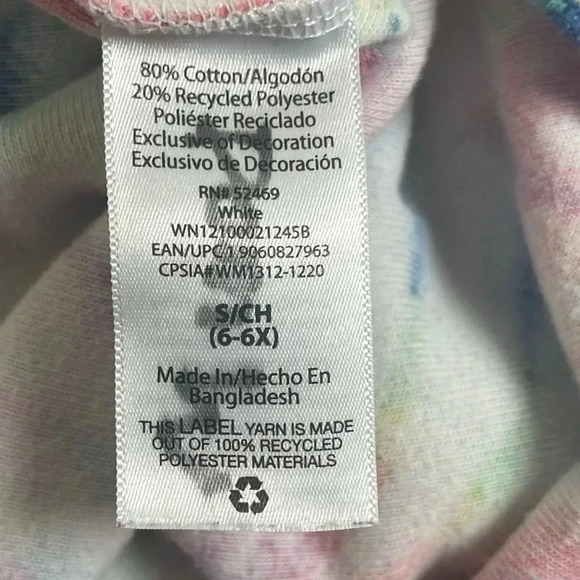 80% Cotton/Algodón
20% Recycled Polyester
Poliéster Reciclado
Exclusive of Decoration
Exclusivo de Decoración
RN# 52469
White
WN12100021245B
EAN/UPC 1 9060827963
CPSIA#WM1312-1220
S/CH
(6-6X)
Made In/Hecho En
Bangladesh
THIS LABEL YARN IS MADE
OUT OF 100% RECYCLED
POLYESTER MATERIALS